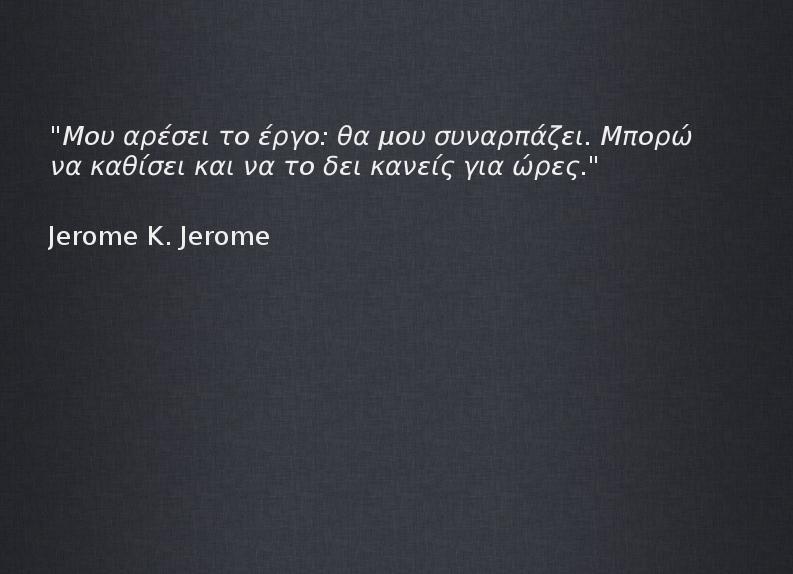 "Μου αρέσει το έργο: θα μου συναρπάζει. Μπορώ
να καθίσει και να το δει κανείς για ώρες."
Jerome K. Jerome